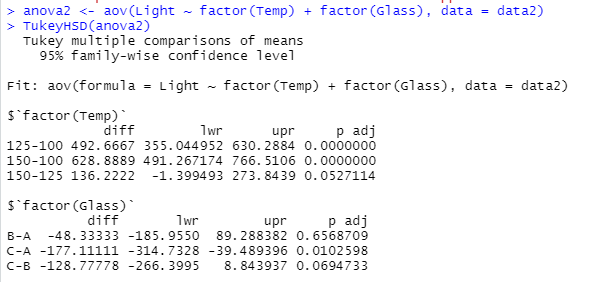 > anova2 <- aov(Light ~ factor(Temp) + factor(Glass), data = data2)
> TukeyHSD(anova2)
  Tukey multiple comparisons of means
    95% family-wise confidence level

Fit: aov(formula = Light ~ factor(Temp) + factor(Glass), data = data2)

$`factor(Temp)`
            diff        lwr      upr     p adj
125-100 492.6667 355.044952 630.2884 0.0000000
150-100 628.8889 491.267174 766.5106 0.0000000
150-125 136.2222  -1.399493 273.8439 0.0527114

$`factor(Glass)`
          diff       lwr        upr     p adj
B-A  -48.33333 -185.9550  89.288382 0.6568709
C-A -177.11111 -314.7328 -39.489396 0.0102598
C-B -128.77778 -266.3995   8.843937 0.0694733